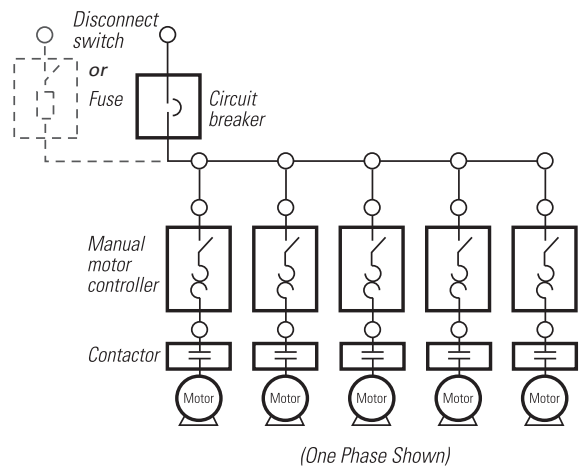 Disconnect
switch
or
Fuse
Circuit
breaker
Manual
motor
controller
Contactor
Motor
Motor
Motor
Motor
Motor
(One Phase Shown)